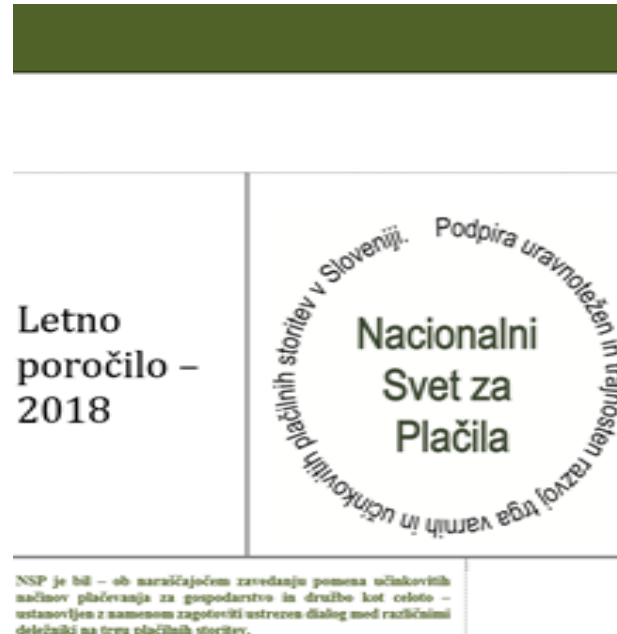 Letno
poročilo –
2018
Podpira uravnotežen in trajnosten razvoj trga varnih in učinkovitih plačilnih storitev v Sloveniji.
Nacionalni
Svet za
Plačila
NSP je bil – ob naraščajočem zavedanju pomena učinkovitih
načinov plačevanja za gospodarstvo in družbo kot celoto –
ustanovljen z namenom zagotoviti ustrezen dialog med različnimi
deležniki na trgu plačilnih storitev.